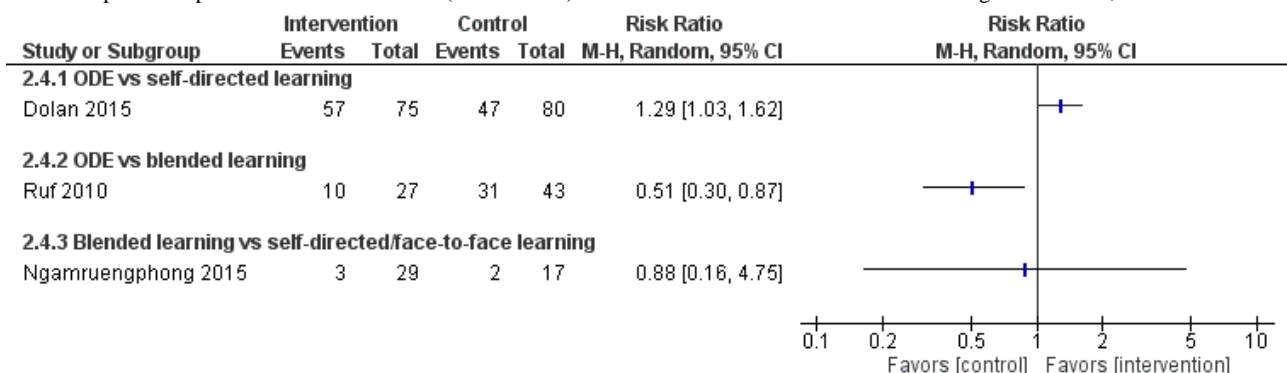 Intervention Control Risk Ratio Risk Ratio
Study or Subgroup Events Total Events Total M-H, Random, 95% CI M-H, Random, 95% CI
2.4.1 ODE vs self-directed learning
Dolan 2015 57 75 47 80 1.29 [1.03, 1.62]
2.4.2 ODE vs blended learning
Ruf 2010 10 27 31 43 0.51 [0.30, 0.87]
2.4.3 Blended learning vs self-directed/face-to-face learning
Ngamruengphong 2015 3 29 2 17 0.88 [0.16, 4.75]
0.1 0.2 0.5 1 2 5 10
Favors [control] Favors [intervention]